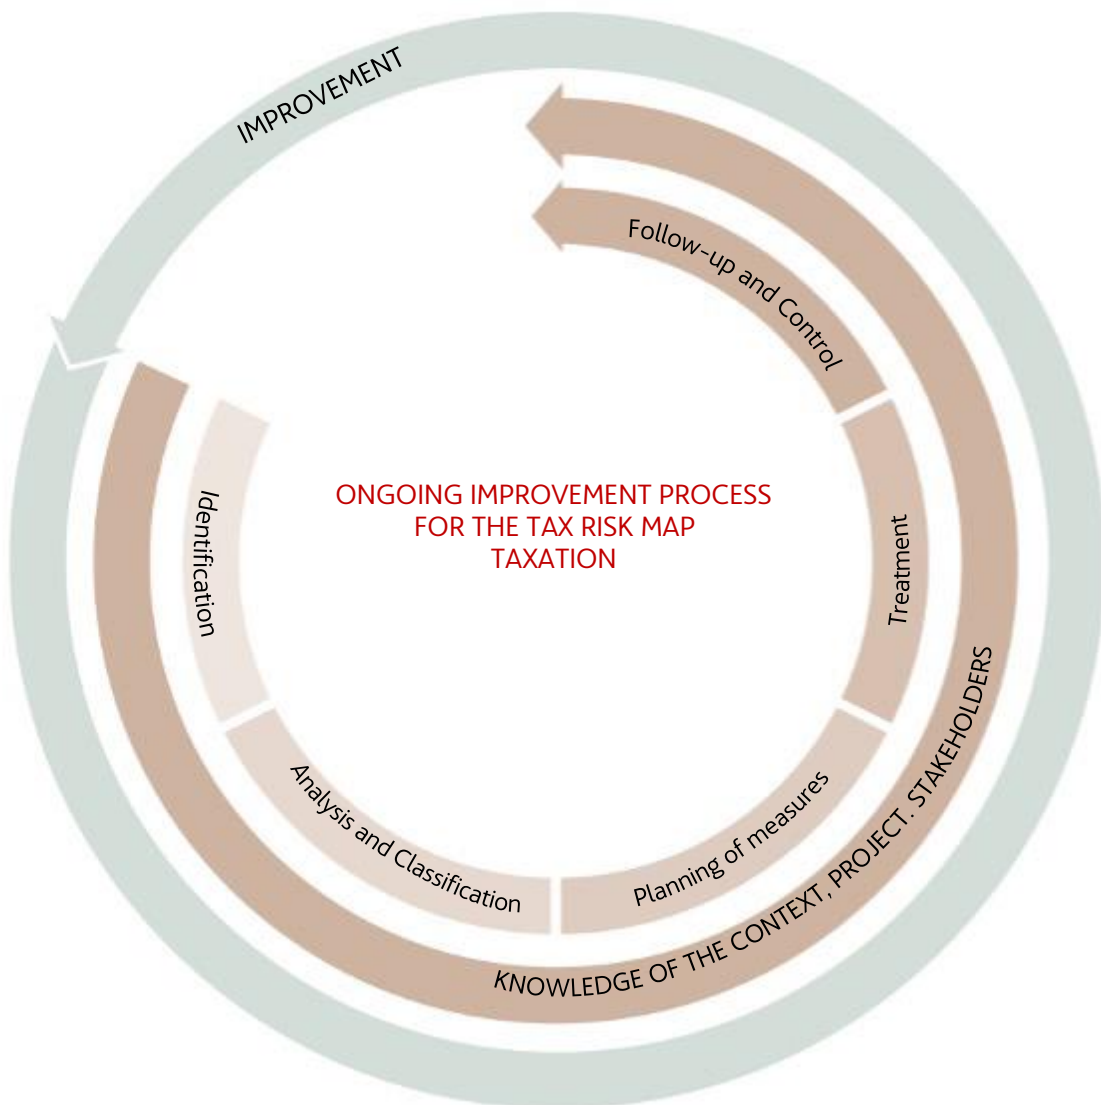 IMPROVEMENT
Follow-up and Control
ONGOING IMPROVEMENT PROCESS
FOR THE TAX RISK MAP
TAXATION
Identification
Treatment
Analysis and Classification
Planning of measures
KNOWLEDGE OF THE CONTEXT, PROJECT. STAKEHOLDERS